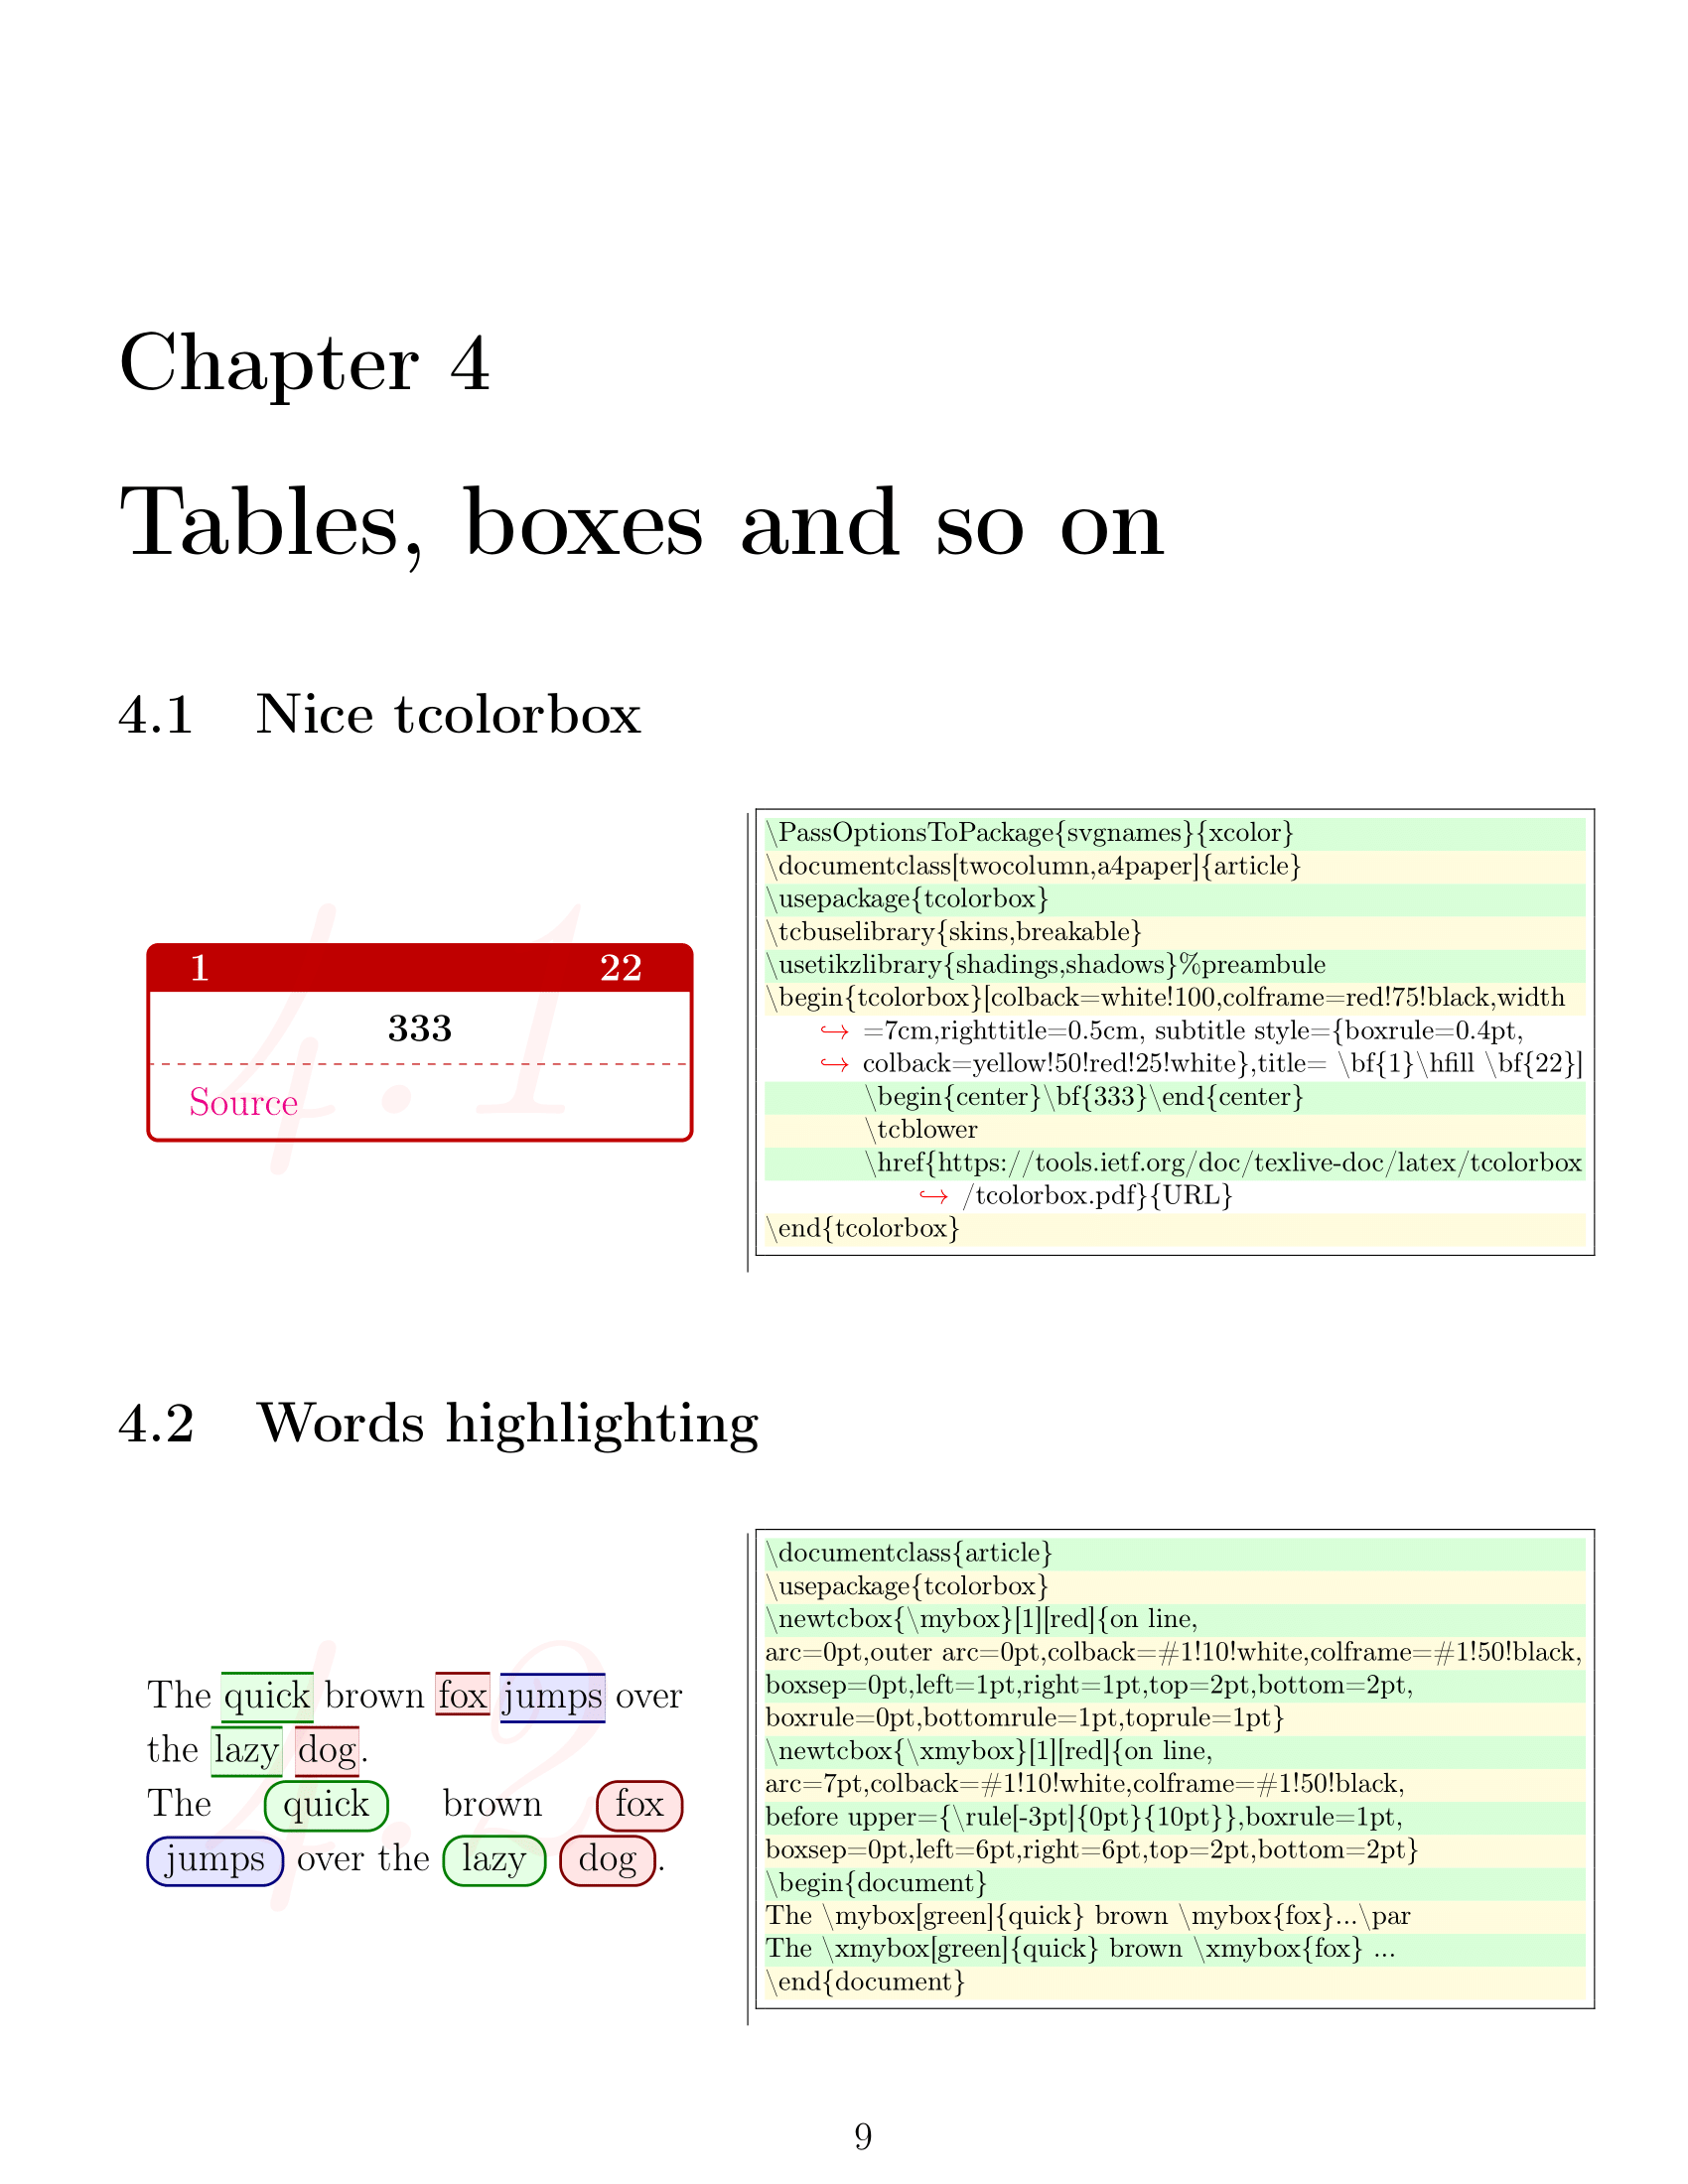 Chapter 4
Tables, boxes and so on
4.1 Nice tcolorbox
4.1
1 22
333
Source
\PassOptionsToPackage{svgnames}{xcolor}
\documentclass[twocolumn,a4paper]{article}
\usepackage{tcolorbox}
\tcbuselibrary{skins,breakable}
\usetikzlibrary{shadings,shadows}%preambule
\begin{tcolorbox}[colback=white!100,colframe=red!75!black,width
↪ =7cm,righttitle=0.5cm, subtitle style={boxrule=0.4pt,
↪ colback=yellow!50!red!25!white},title= \bf{1}\hfill \bf{22}]
\begin{center}\bf{333}\end{center}
\tcblower
\href{https://tools.ietf.org/doc/texlive-doc/latex/tcolorbox
↪ /tcolorbox.pdf}{URL}
\end{tcolorbox}
4.2 Words highlighting
4.2
The quick brown fox jumps over
the lazy dog.
The quick brown fox
jumps over the lazy dog.
\documentclass{article}
\usepackage{tcolorbox}
\newtcbox{\mybox}[1][red]{on line,
arc=0pt,outer arc=0pt,colback=#1!10!white,colframe=#1!50!black,
boxsep=0pt,left=1pt,right=1pt,top=2pt,bottom=2pt,
boxrule=0pt,bottomrule=1pt,toprule=1pt}
\newtcbox{\xmybox}[1][red]{on line,
arc=7pt,colback=#1!10!white,colframe=#1!50!black,
before upper={\rule[-3pt]{0pt}{10pt}},boxrule=1pt,
boxsep=0pt,left=6pt,right=6pt,top=2pt,bottom=2pt}
\begin{document}
The \mybox[green]{quick} brown \mybox{fox}...\par
The \xmybox[green]{quick} brown \xmybox{fox} ...
\end{document}
9